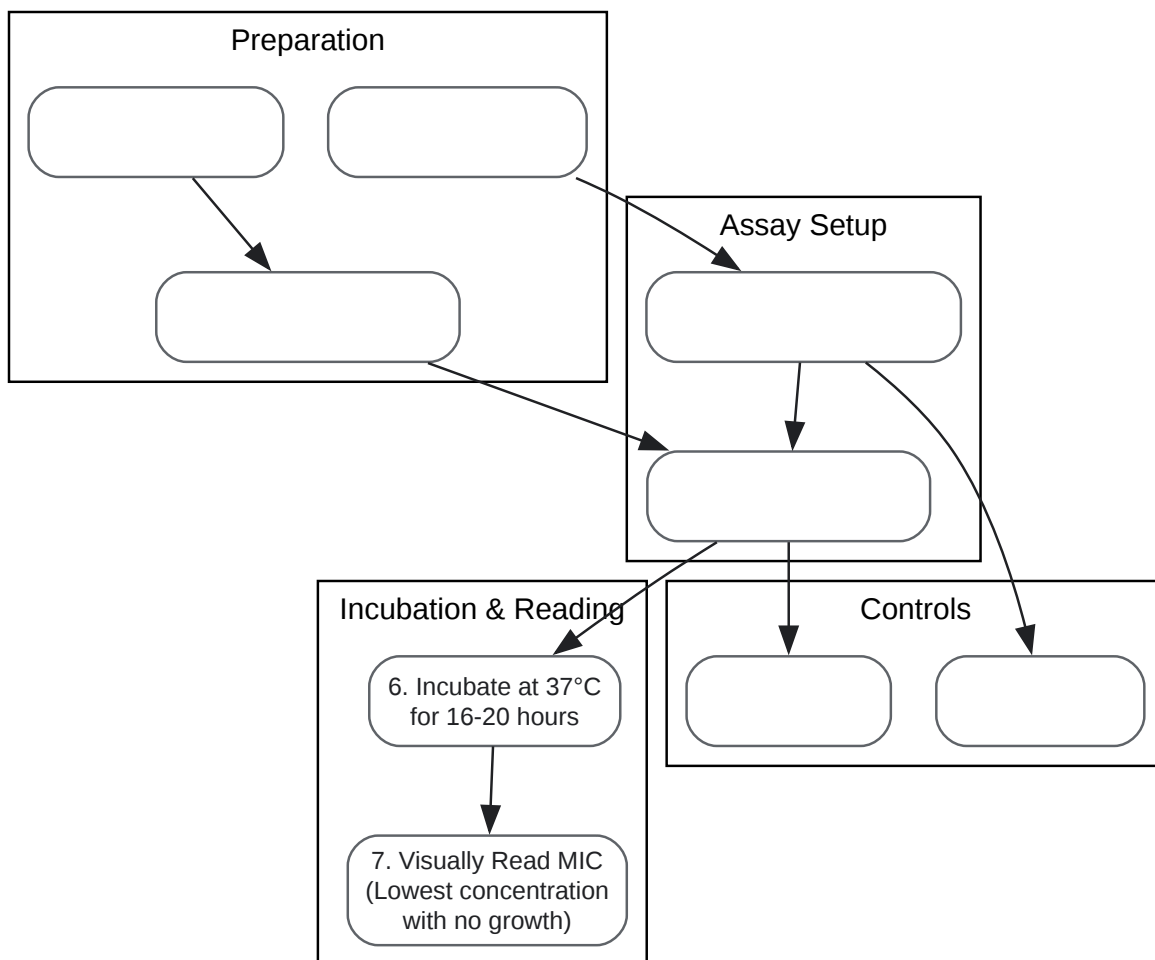 Preparation
Assay Setup
Incubation & Reading
Controls
6. Incubate at 37°C
for 16-20 hours
7. Visually Read MIC
(Lowest concentration
with no growth)